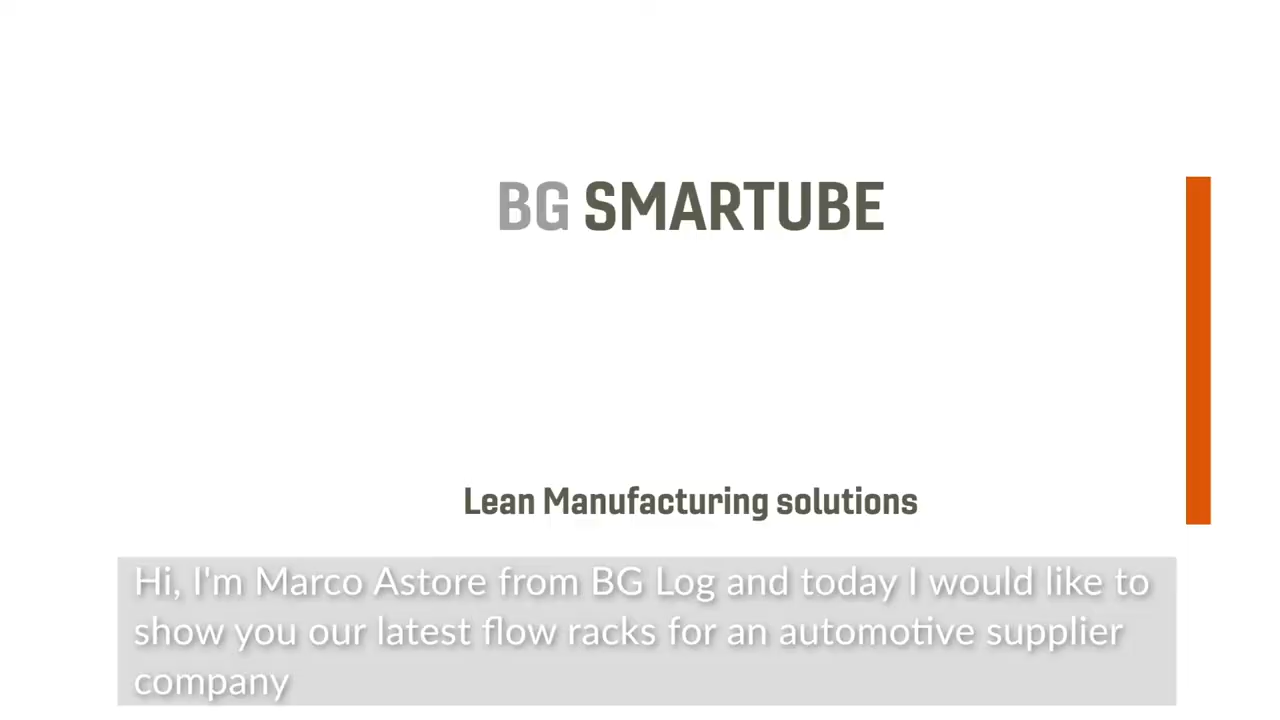 BG SMARTUBE
Lean Manufacturing solutions
Hi, I'm Marco Astore from BG Log and today I would like to
show you our latest flow racks for an automotive supplier
company